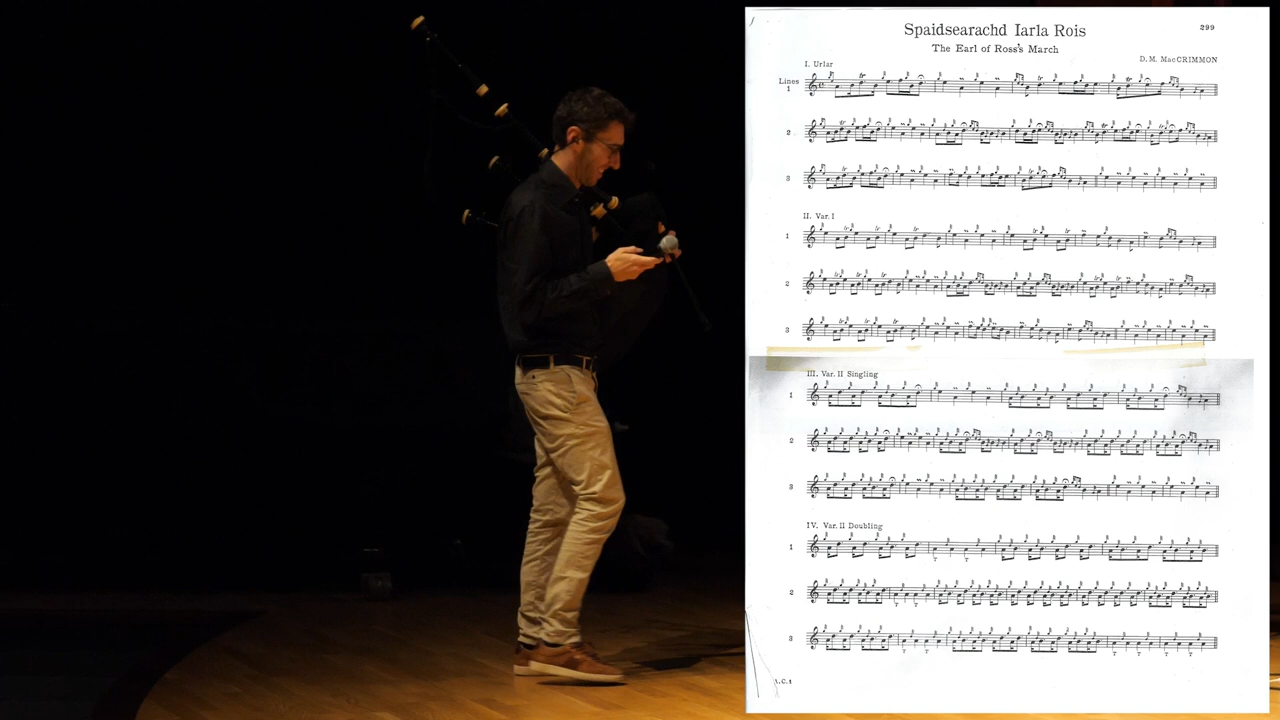 Spaidsearachd Iarla Rois
299
The Earl of Ross's March
D. M. MacCRIMMON
I. Urlar
Lines
1
2
3
II. Var. I
1
2
3
III. Var. II Singling
1
2
3
IV. Var. II Doubling
1
2
3
A.C.1